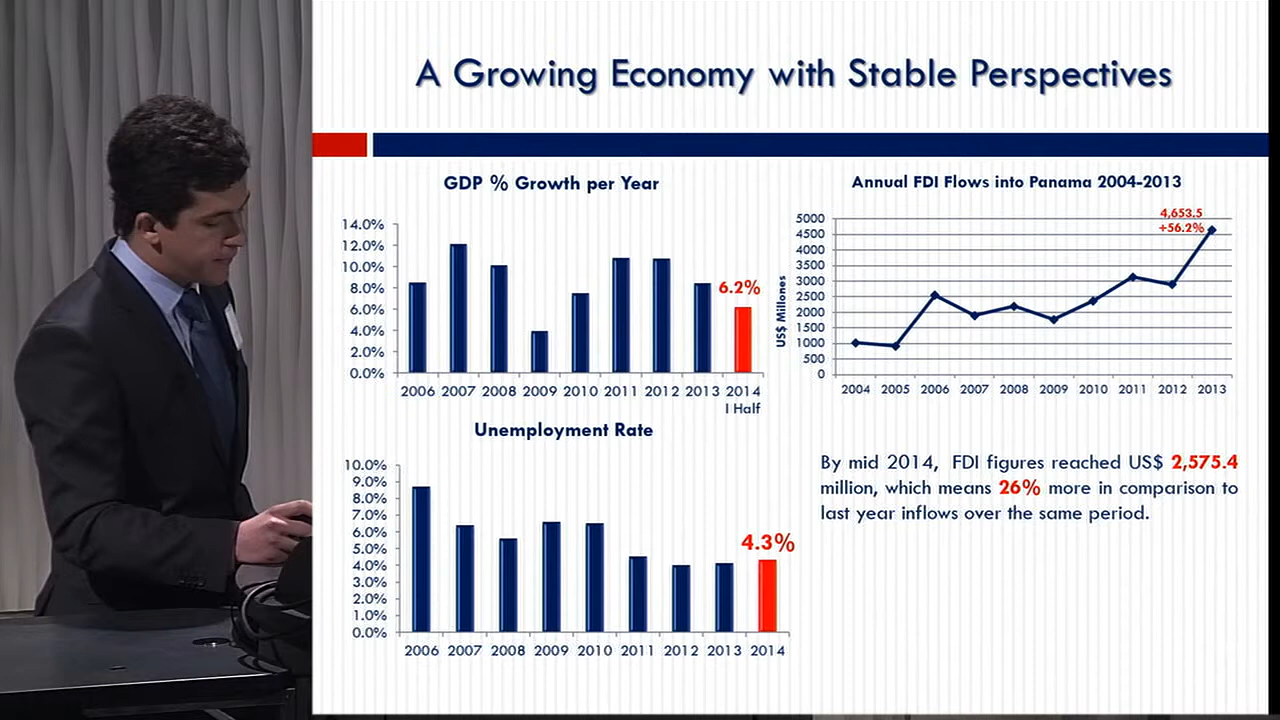 A Growing Economy with Stable Perspectives
GDP % Growth per Year
14.0%
12.0%
10.0%
8.0%
6.0%
4.0%
2.0%
0.0%
6.2%
2006 2007 2008 2009 2010 2011 2012 2013 2014
I Half
Annual FDI Flows into Panama 2004-2013
US$ Millones
5000
4500
4000
3500
3000
2500
2000
1500
1000
500
0
4,653.5
+56.2%
2004 2005 2006 2007 2008 2009 2010 2011 2012 2013
Unemployment Rate
10.0%
9.0%
8.0%
7.0%
6.0%
5.0%
4.0%
3.0%
2.0%
1.0%
0.0%
4.3%
2006 2007 2008 2009 2010 2011 2012 2013 2014
By mid 2014, FDI figures reached US$ 2,575.4
million, which means 26% more in comparison to
last year inflows over the same period.